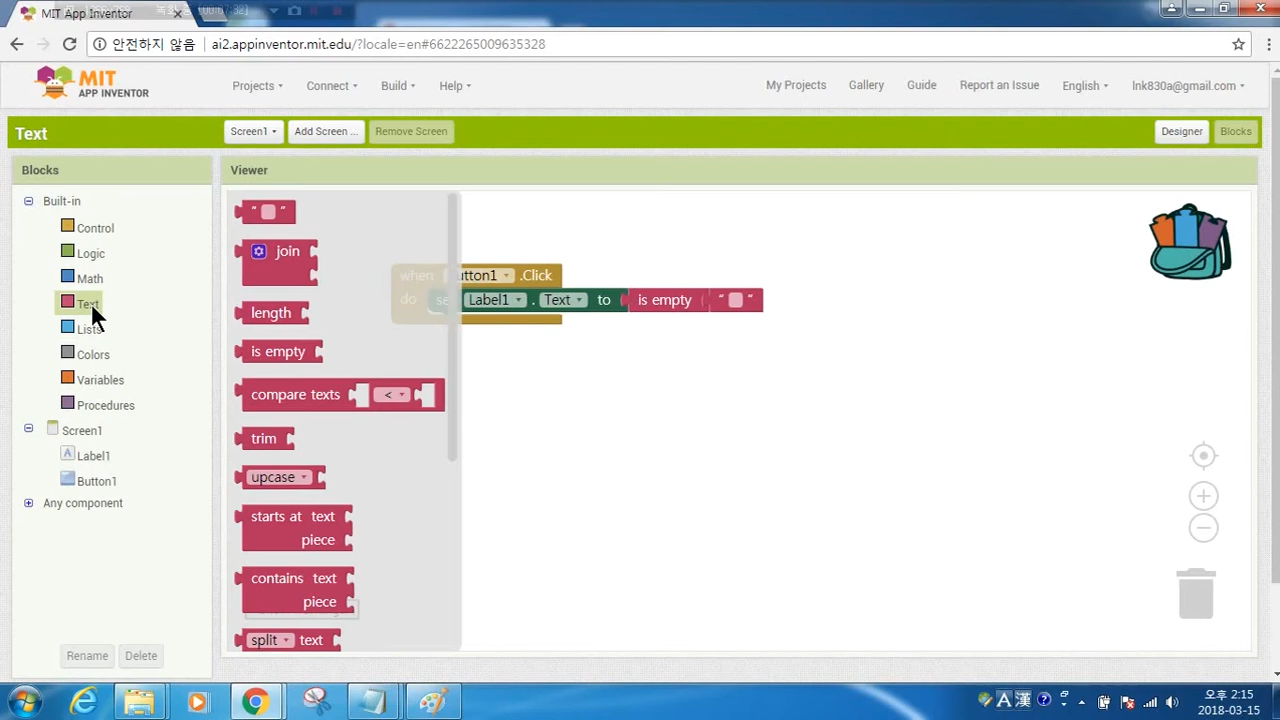 MIT App Inventor
안전하지 않음 ai2.appinventor.mit.edu/?locale=en#6622265009635328
MIT
APP INVENTOR
Projects Connect Build Help My Projects Gallery Guide Report an Issue English lnk830a@gmail.com
Text Screen1 Add Screen ... Remove Screen Designer Blocks
Blocks Viewer
Built-in
Control
Logic
Math
Text
Lists
Colors
Variables
Procedures
Screen1
Label1
Button1
Any component
Rename Delete
" "
join
length
is empty
compare texts <
trim
upcase
starts at text
piece
contains text
piece
split text
when Button1 .Click
do set Label1 . Text to is empty " "
오후 2:15
2018-03-15